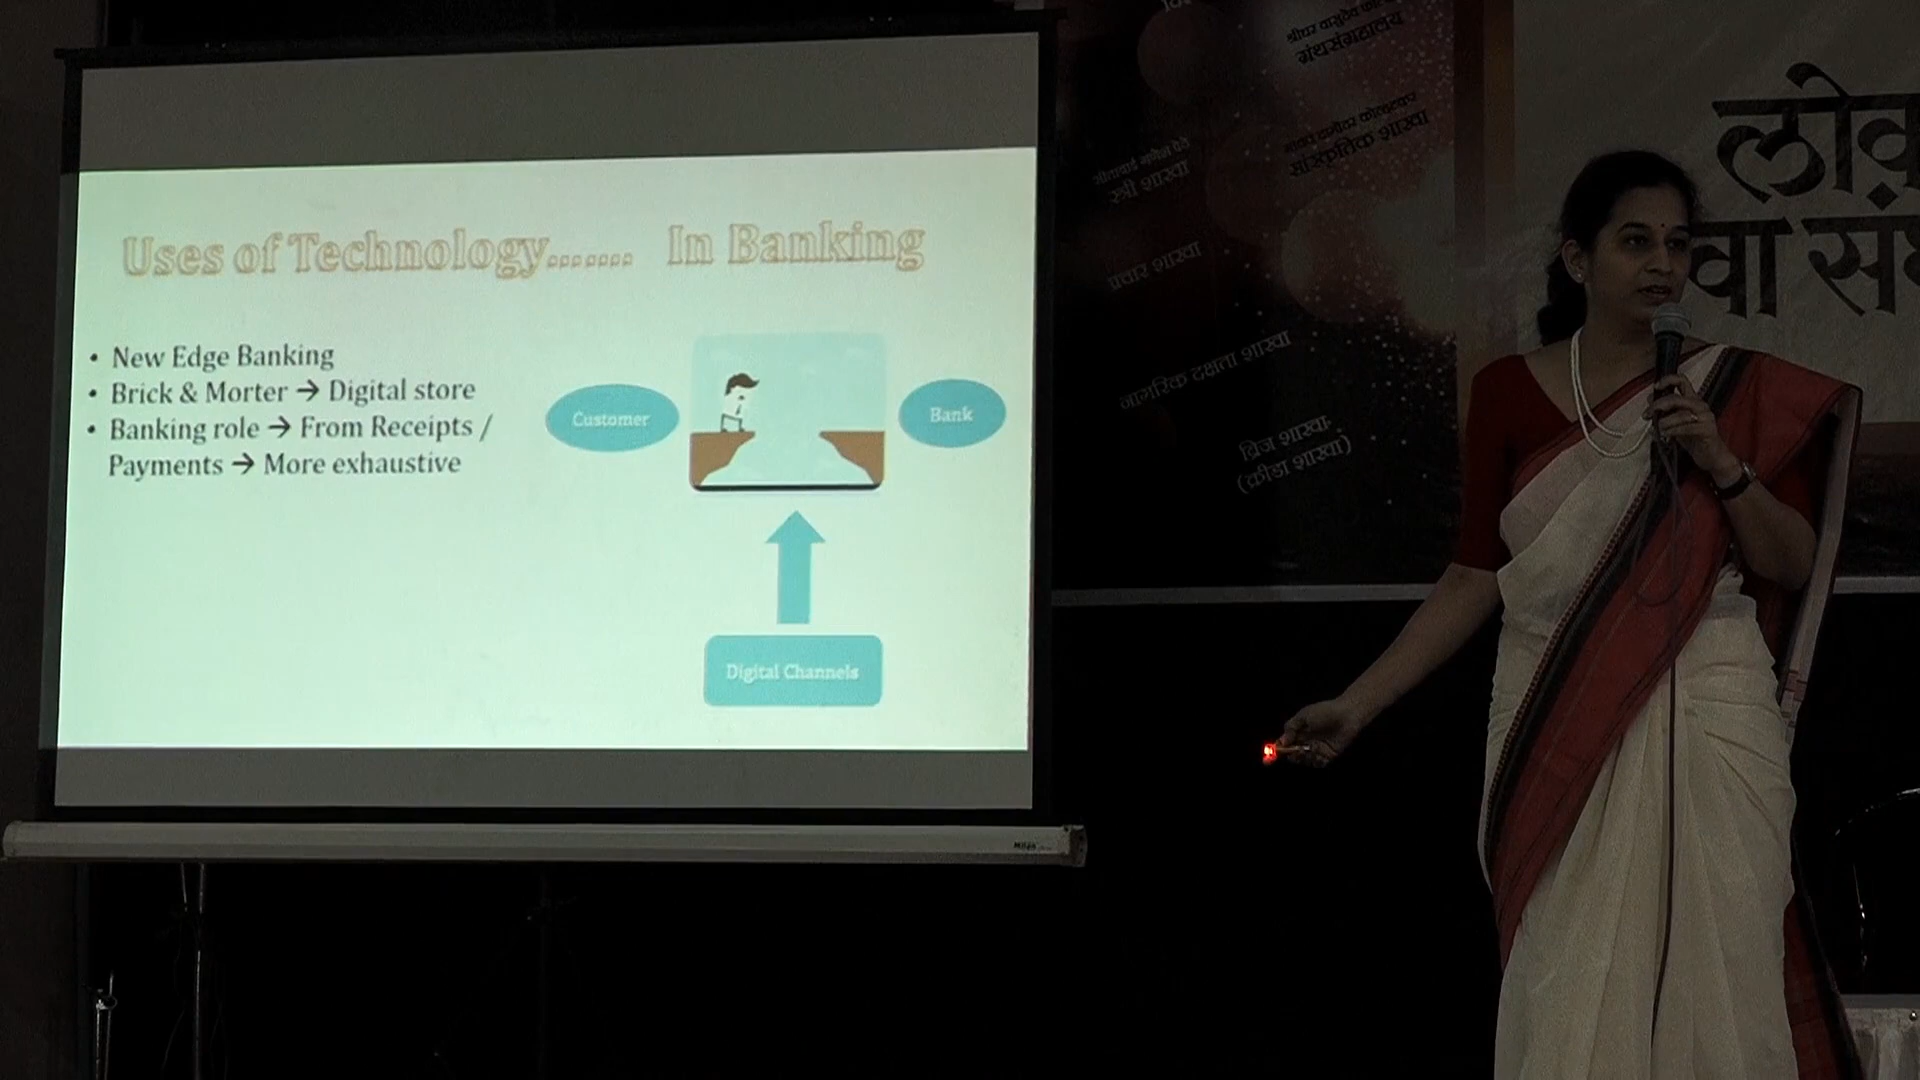 Uses of Technology....... In Banking
• New Edge Banking
• Brick & Morter → Digital store
• Banking role → From Receipts /
Payments → More exhaustive
Customer
Bank
Digital Channels
ग्रंथसंग्रहालय
सांस्कृतिक शाखा
स्त्री शाखा
प्रचार शाखा
नागरिक दक्षता शाखा
ब्रिज शाखा
(क्रीडा शाखा)